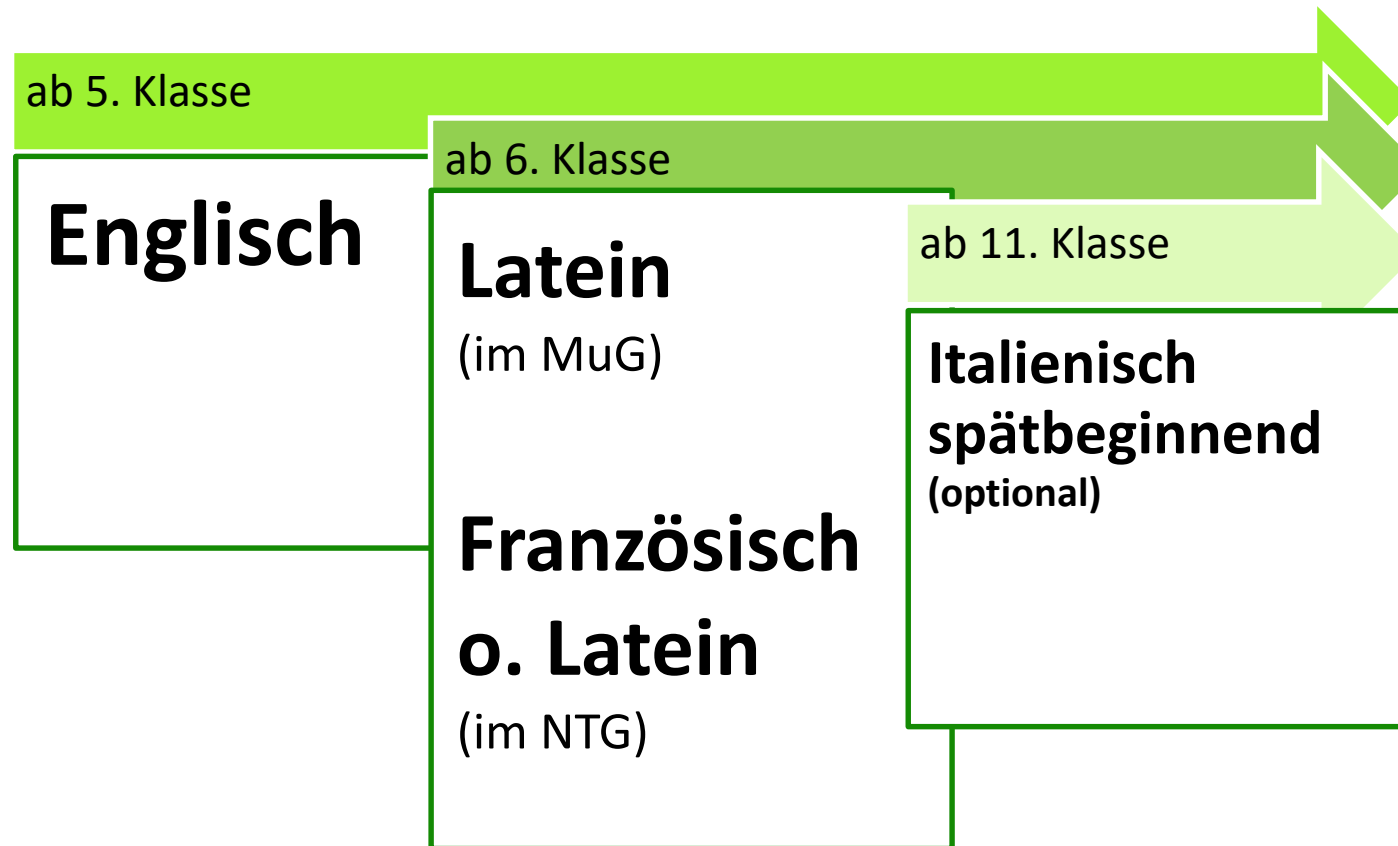 ab 5. Klasse
Englisch
ab 6. Klasse
Latein
(im MuG)
Französisch
o. Latein
(im NTG)
ab 11. Klasse
Italienisch
spätbeginnend
(optional)